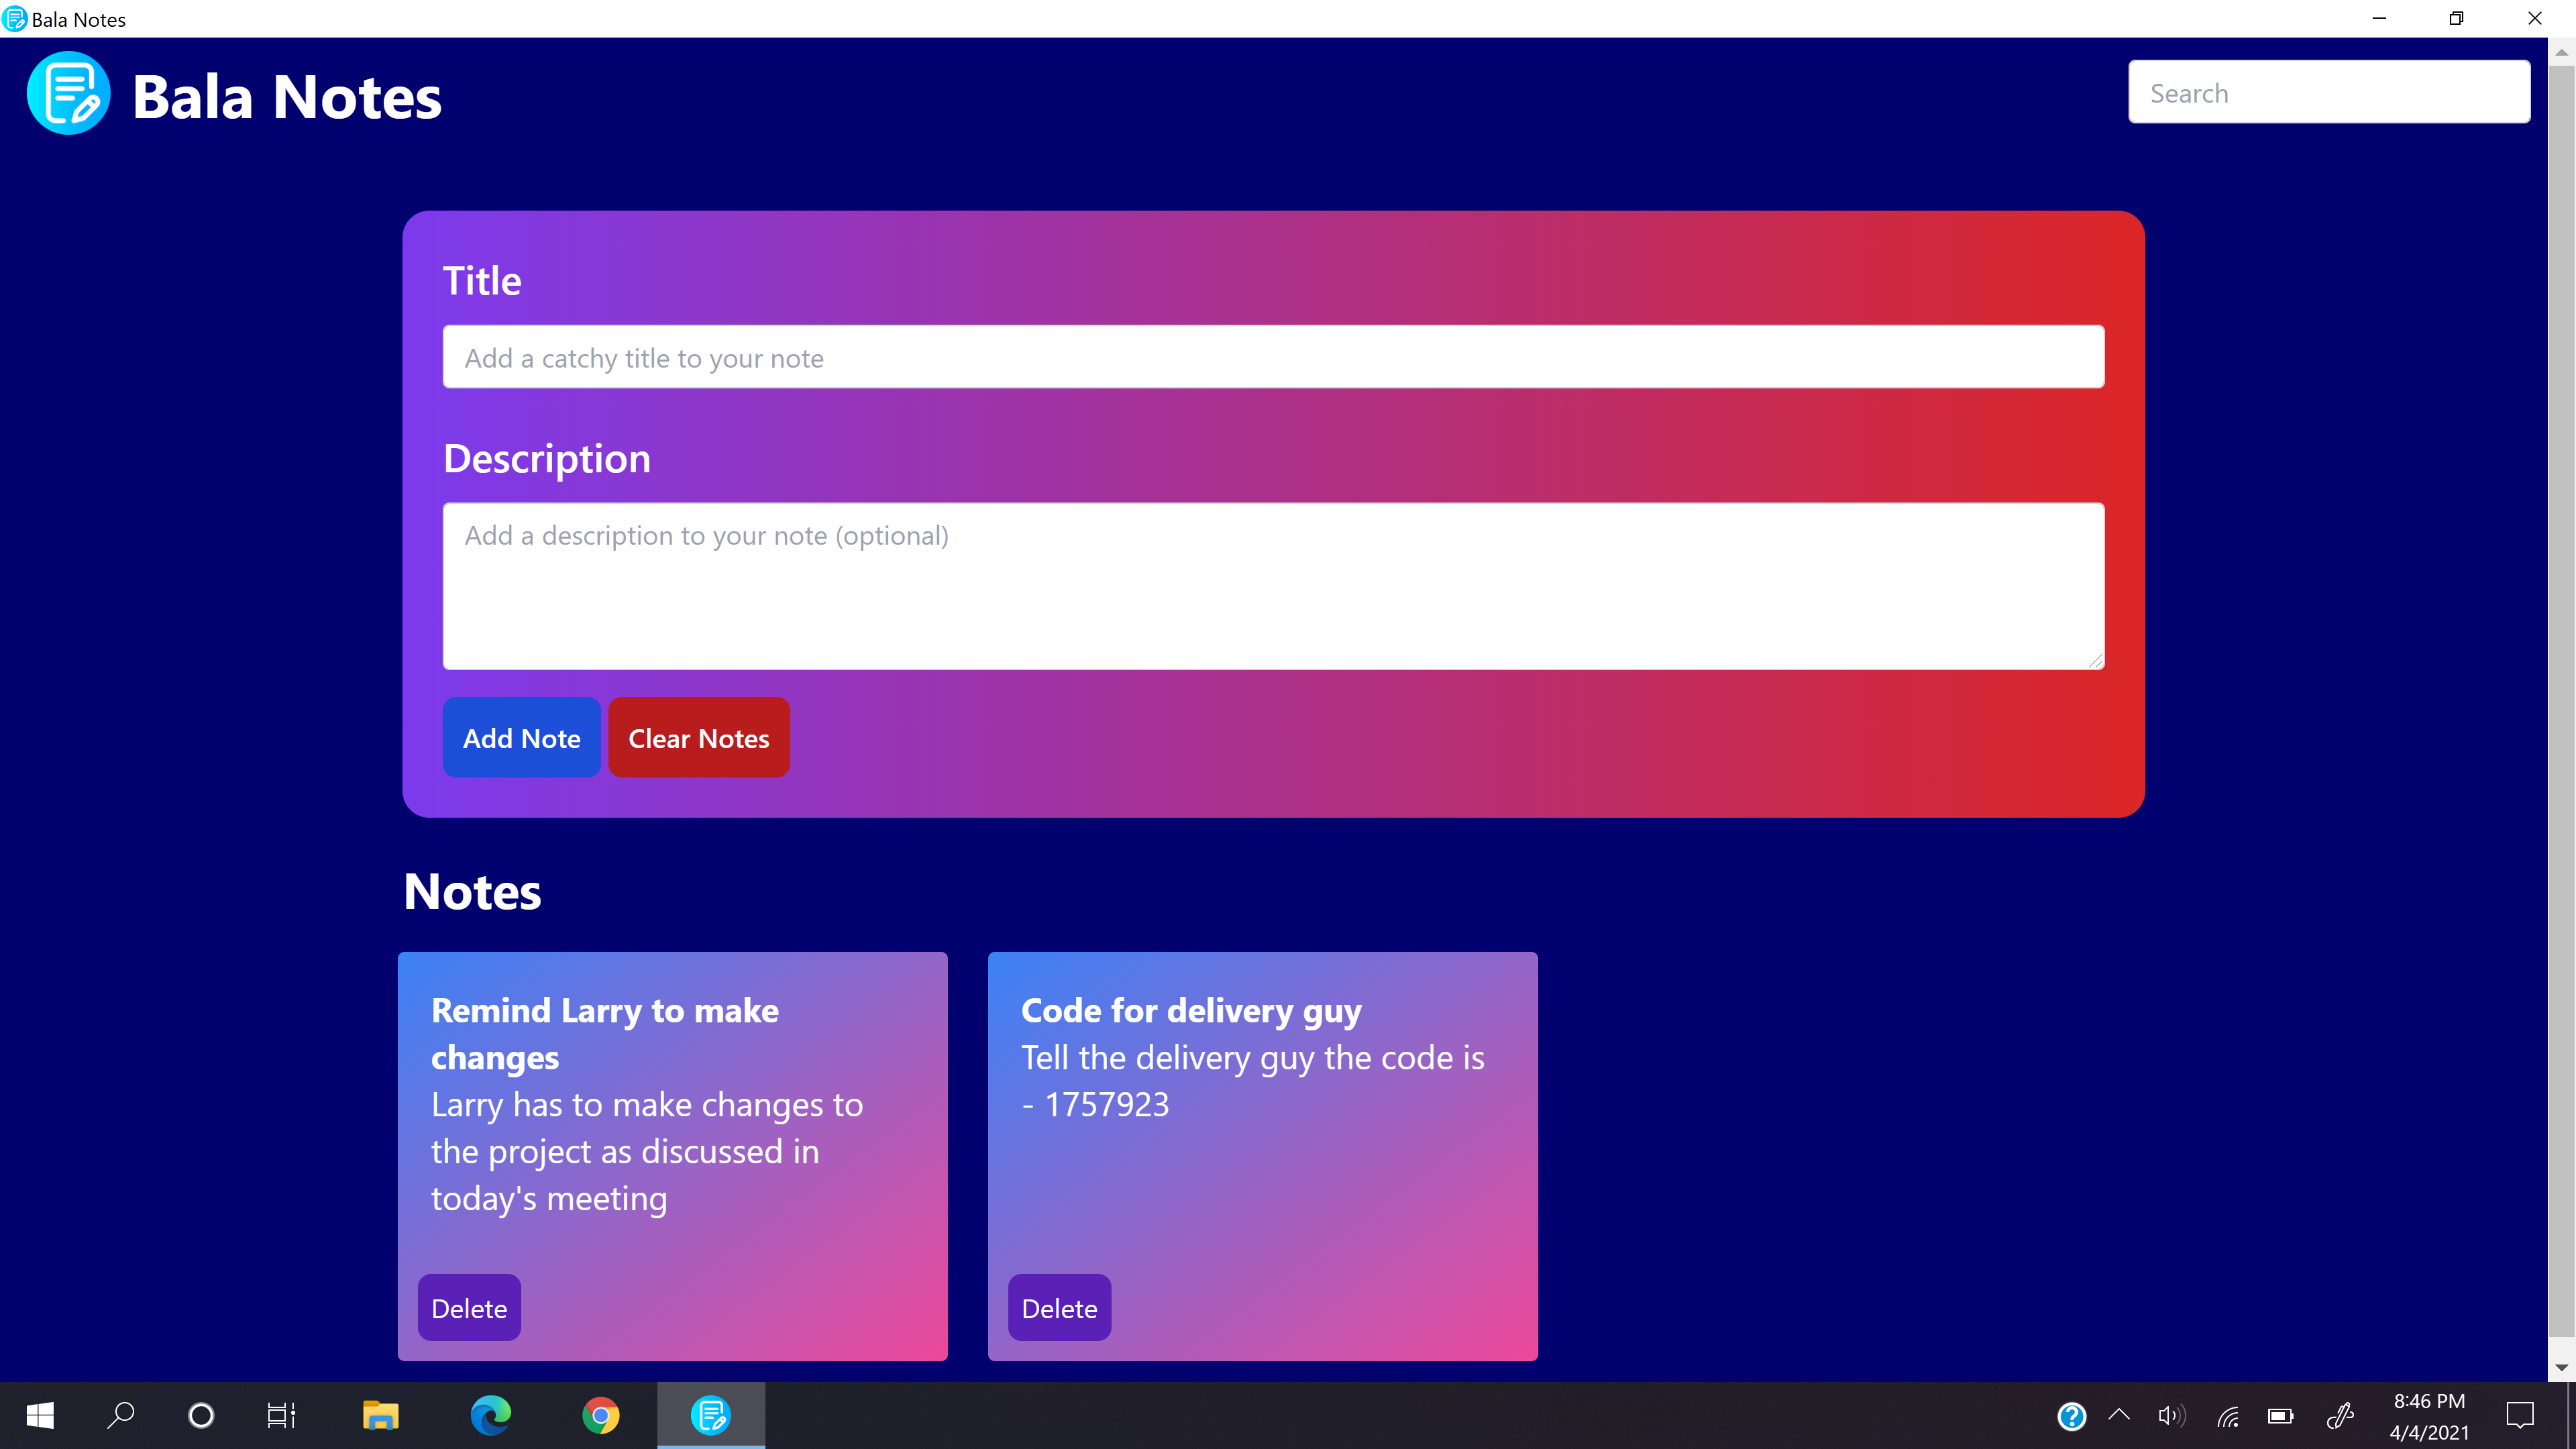 Bala Notes
Bala Notes
Search
Title
Add a catchy title to your note
Description
Add a description to your note (optional)
Add Note
Clear Notes
Notes
Remind Larry to make
changes
Larry has to make changes to
the project as discussed in
today's meeting
Delete
Code for delivery guy
Tell the delivery guy the code is
- 1757923
Delete
8:46 PM
4/4/2021